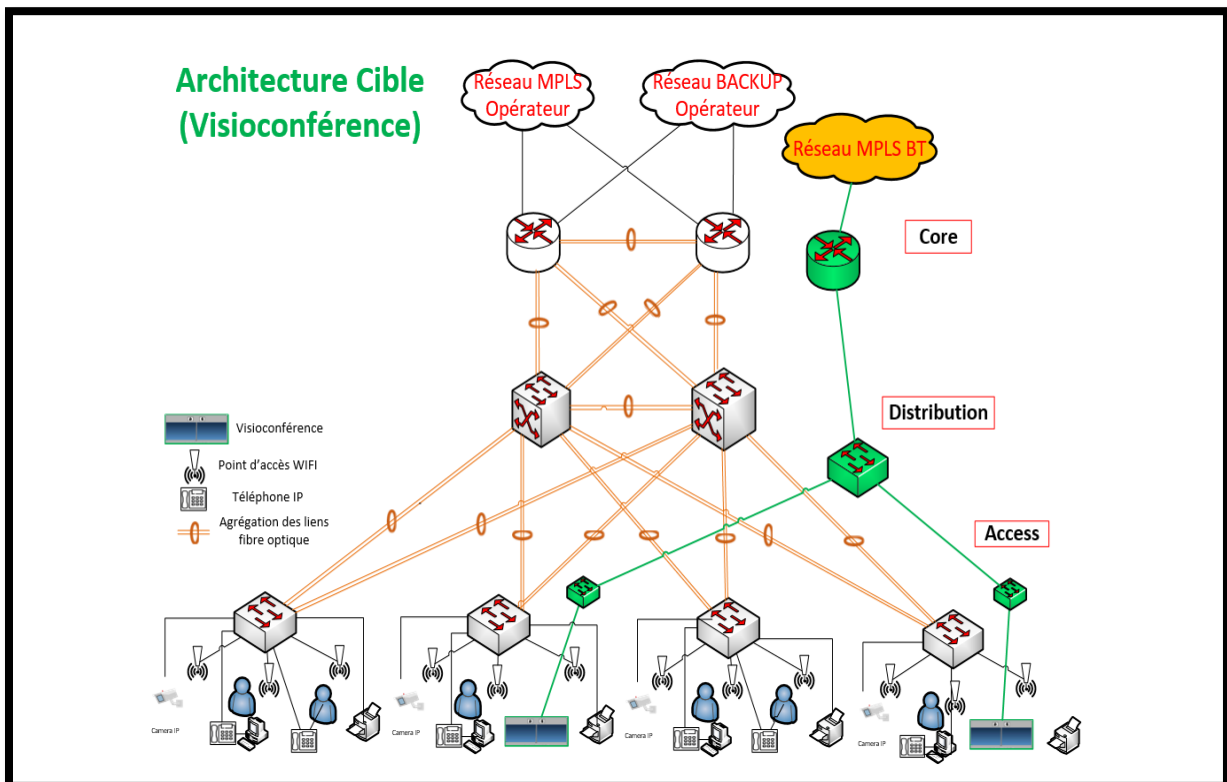 Architecture Cible
(Visioconférence)
Réseau MPLS
Opérateur
Réseau BACKUP
Opérateur
Réseau MPLS BT
Core
Distribution
Access
Visioconférence
Point d'accès WIFI
Téléphone IP
Agrégation des liens
fibre optique
Camera IP
Camera IP
Camera IP
Camera IP